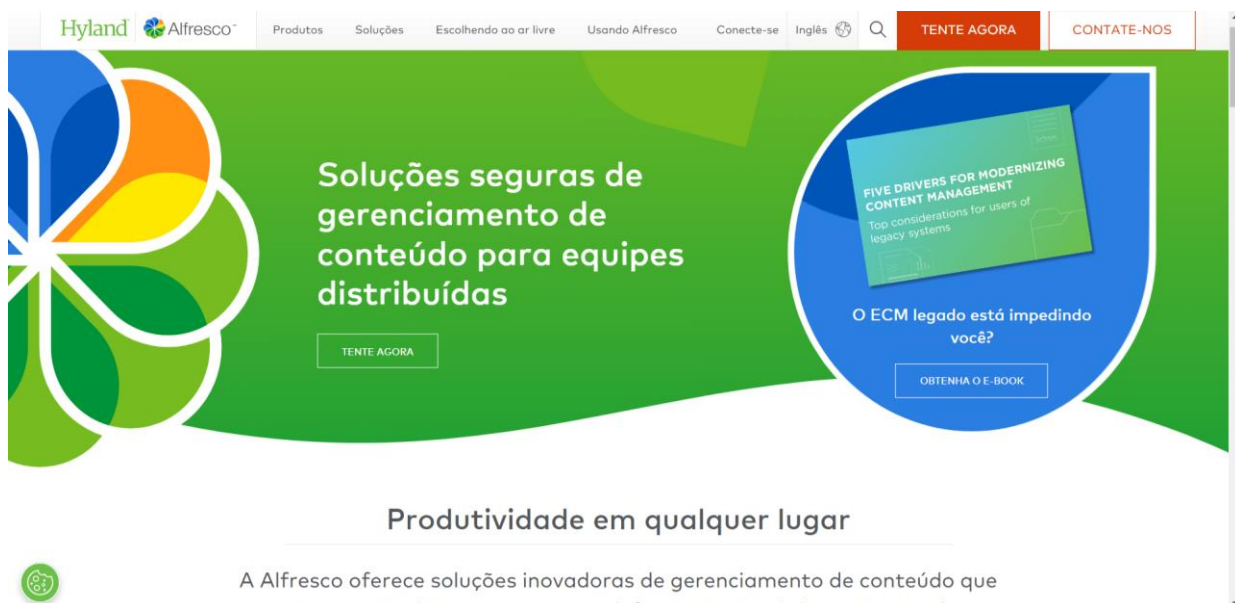 Hyland Alfresco Produtos Soluções Escolhendo ao ar livre Usando Alfresco Conecte-se Inglês TENTE AGORA CONTATE-NOS
Soluções seguras de
gerenciamento de
conteúdo para equipes
distribuídas
TENTE AGORA
FIVE DRIVERS FOR MODERNIZING
CONTENT MANAGEMENT
Top considerations for users of
legacy systems
O ECM legado está impedindo
você?
OBTENHA O E-BOOK
Produtividade em qualquer lugar
A Alfresco oferece soluções inovadoras de gerenciamento de conteúdo que